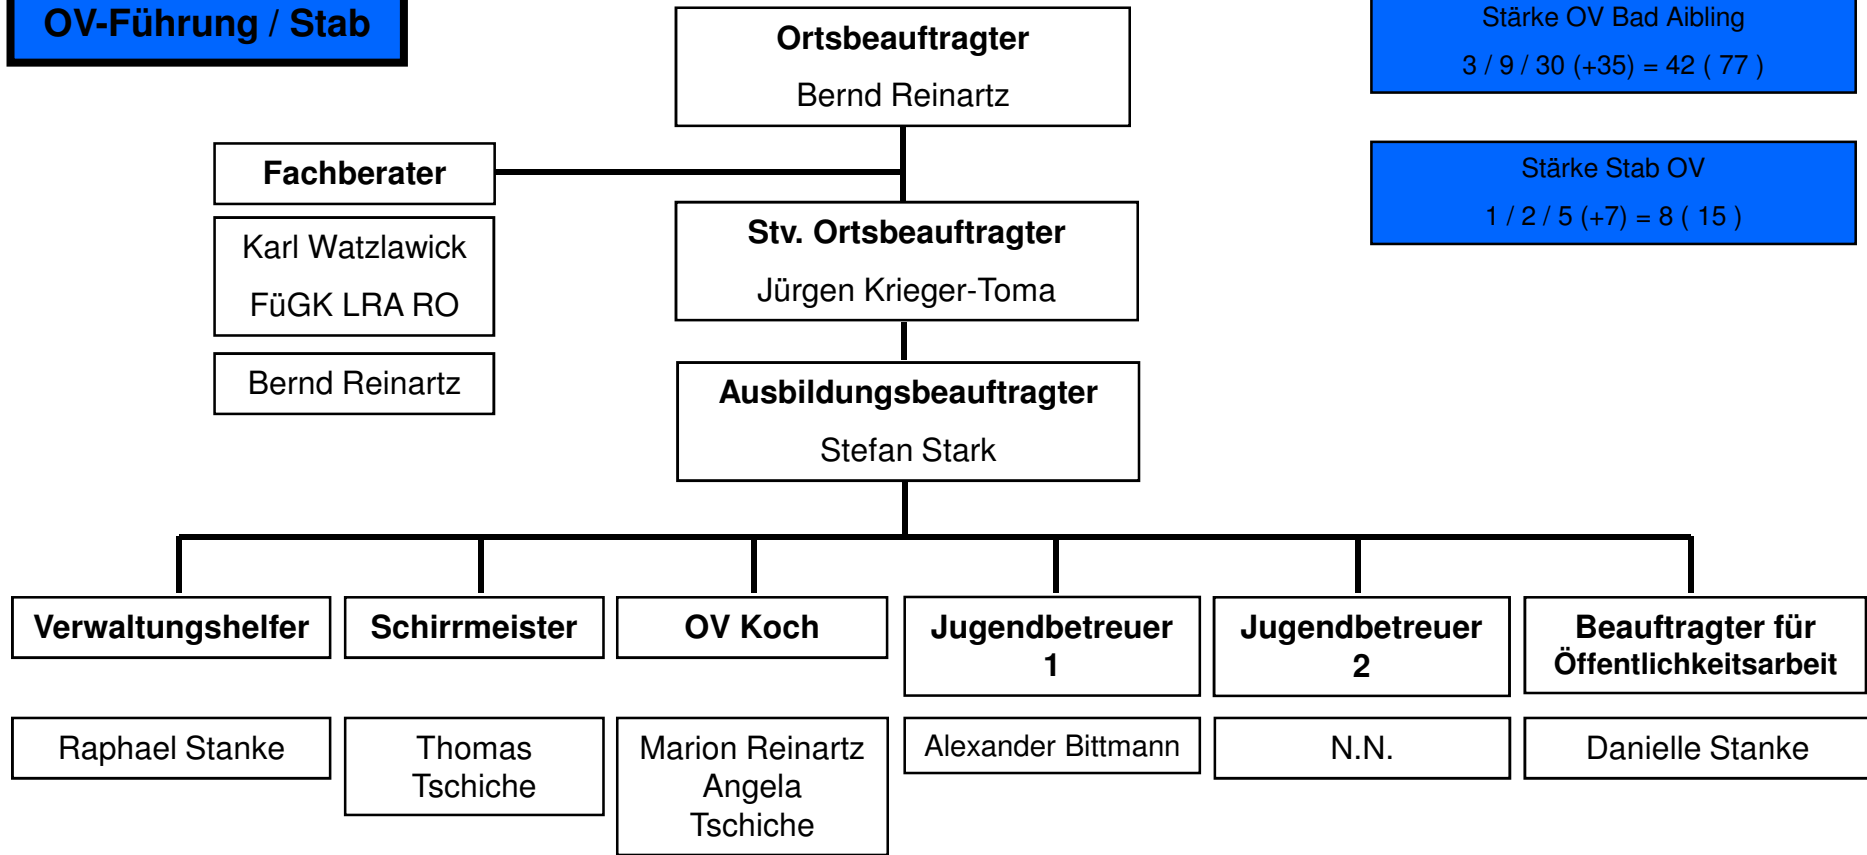 OV-Führung / Stab
Ortsbeauftragter
Bernd Reinartz
Stärke OV Bad Aibling
3 / 9 / 30 (+35) = 42 ( 77 )
Fachberater
Karl Watzlawick
FüGK LRA RO
Bernd Reinartz
Stv. Ortsbeauftragter
Jürgen Krieger-Toma
Stärke Stab OV
1 / 2 / 5 (+7) = 8 ( 15 )
Ausbildungsbeauftragter
Stefan Stark
Verwaltungshelfer
Raphael Stanke
Schirrmeister
Thomas
Tschiche
OV Koch
Marion Reinartz
Angela
Tschiche
Jugendbetreuer
1
Alexander Bittmann
Jugendbetreuer
2
N.N.
Beauftragter für
Öffentlichkeitsarbeit
Danielle Stanke